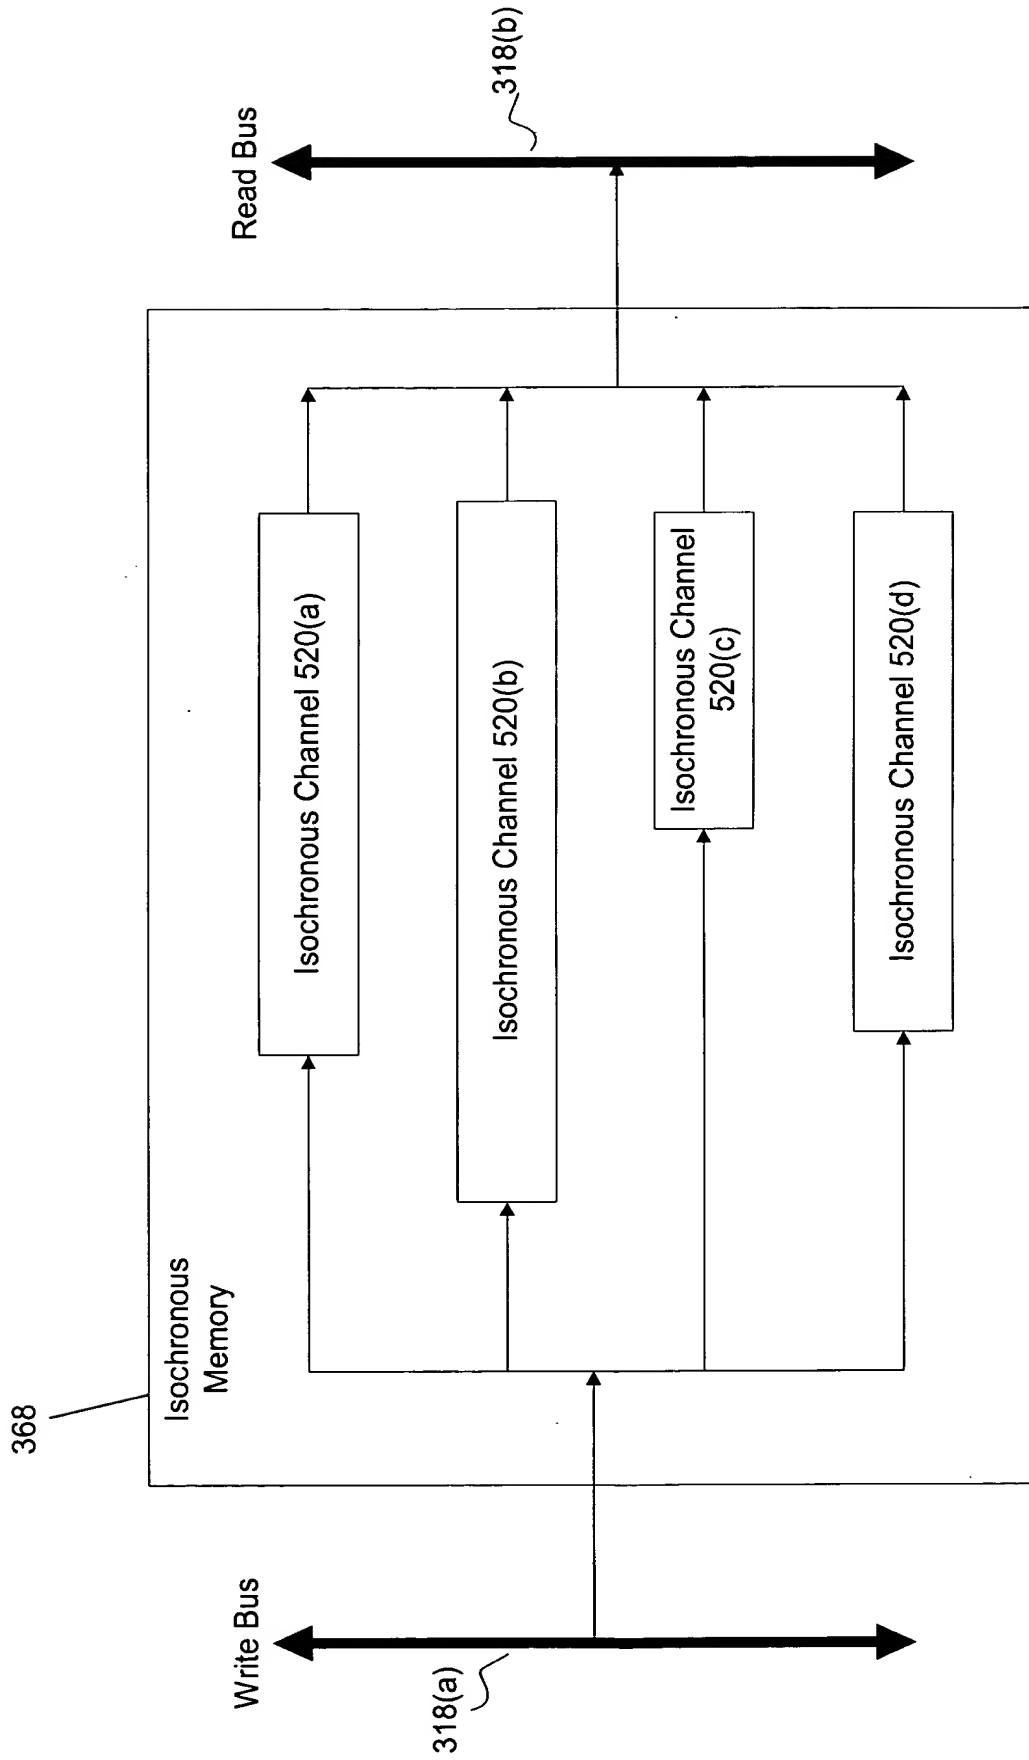 368
Isochronous
Memory
Write Bus
318(a)
Isochronous Channel 520(a)
Isochronous Channel 520(b)
Isochronous Channel
520(c)
Isochronous Channel 520(d)
Read Bus
318(b)